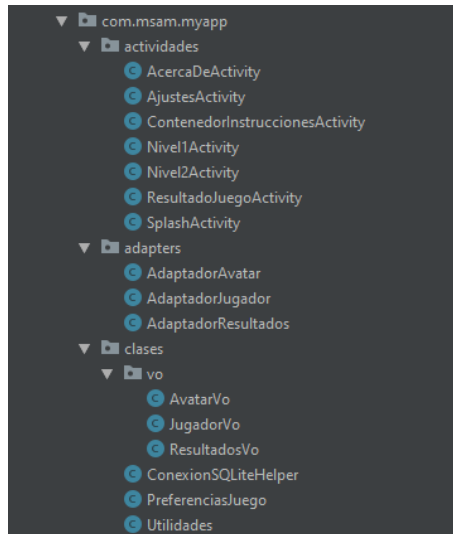 com.msam.myapp
actividades
AcercaDeActivity
AjustesActivity
ContenedorInstruccionesActivity
Nivel1Activity
Nivel2Activity
ResultadoJuegoActivity
SplashActivity
adapters
AdaptadorAvatar
AdaptadorJugador
AdaptadorResultados
clases
vo
AvatarVo
JugadorVo
ResultadosVo
ConexionSQLiteHelper
PreferenciasJuego
Utilidades